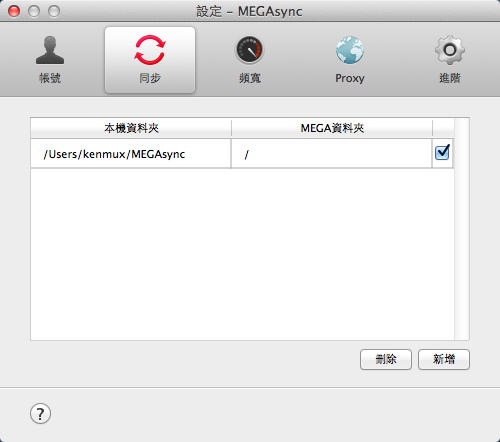 設定 – MEGAsync
帳號 同步 頻寬 Proxy 進階
本機資料夾 MEGA資料夾
/Users/kenmux/MEGAsync /
刪除 新增
?